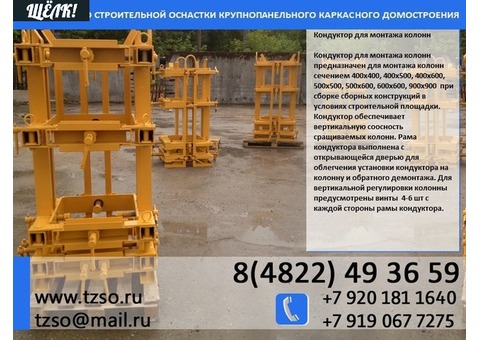 ЩЁЛК!
О СТРОИТЕЛЬНОЙ ОСНАСТКИ КРУПНОПАНЕЛЬНОГО КАРКАСНОГО ДОМОСТРОЕНИЯ
Кондуктор для монтажа колонн
Кондуктор для монтажа колонн
предназначен для монтажа колонн
сечением 400х400, 400х500, 400х600,
500х500, 500х600, 600х600, 900х900 при
сборке сборных конструкций в
условиях строительной площадки.
Кондуктор обеспечивает
вертикальную соосность
сращиваемых колонн. Рама
кондуктора выполнена с
открывающейся дверью для
облегчения установки кондуктора на
колонну и обратного демонтажа. Для
вертикальной регулировки колонны
предусмотрены винты 4-6 шт с
каждой стороны рамы кондуктора.
8(4822) 49 36 59
www.tzso.ru
+7 920 181 1640
tzso@mail.ru
+7 919 067 7275